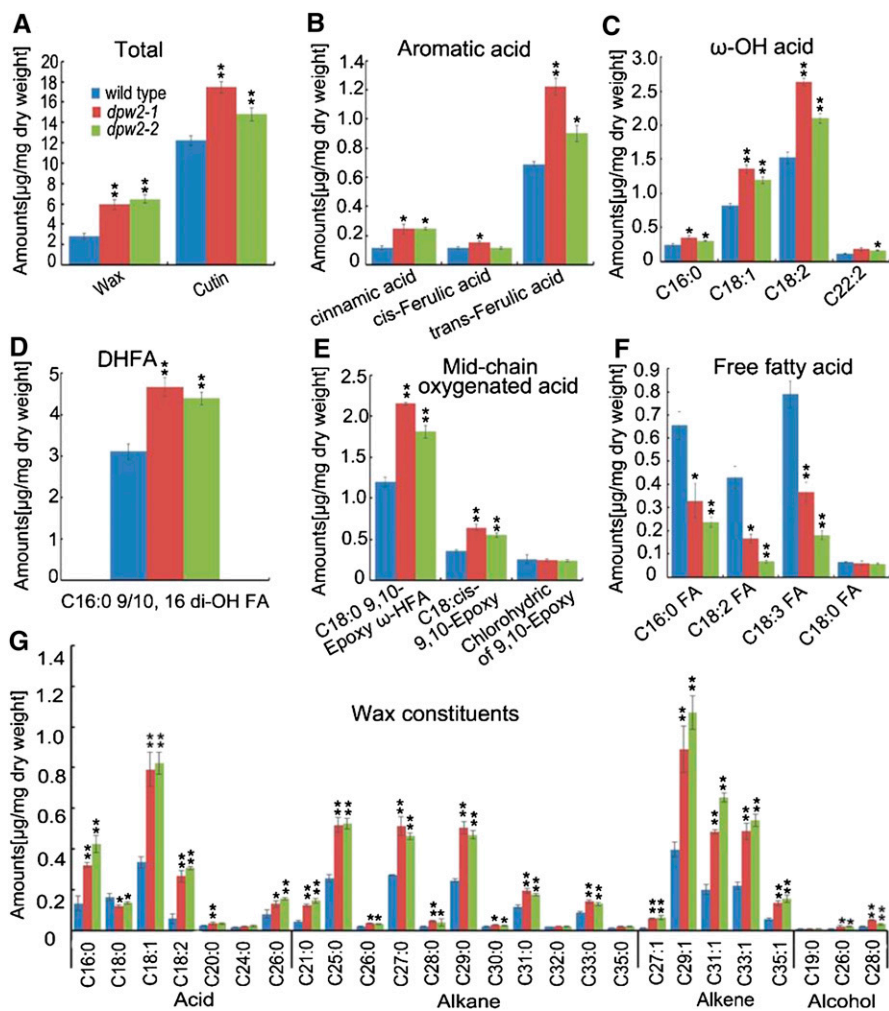 A
Total
Amounts[µg/mg dry weight]
20
18
16
14
12
10
8
6
4
2
0
wild type
dpw2-1
dpw2-2
**
**
**
**
Wax
Cutin
B
Aromatic acid
Amounts[µg/mg dry weight]
1.4
1.2
1.0
0.8
0.6
0.4
0.2
0
*
*
*
**
*
cinnamic acid
cis-Ferulic acid
trans-Ferulic acid
C
ω-OH acid
Amounts[µg/mg dry weight]
3.0
2.5
2.0
1.5
1.0
0.5
0
*
*
**
**
**
**
*
C16:0
C18:1
C18:2
C22:2
D
DHFA
Amounts[µg/mg dry weight]
5
4
3
2
1
0
**
**
C16:0 9/10, 16 di-OH FA
E
Mid-chain
oxygenated acid
Amounts[µg/mg dry weight]
2.5
2.0
1.5
1.0
0.5
0
**
**
**
**
C18:0 9,10-
Epoxy ω-HFA
C18:cis-
9,10-Epoxy
Chlorohydric
of 9,10-Epoxy
F
Free fatty acid
Amounts[µg/mg dry weight]
0.9
0.8
0.6
0.4
0.3
0.2
0.1
0
*
**
*
**
**
**
C16:0 FA
C18:2 FA
C18:3 FA
C18:0 FA
G
Wax constituents
Amounts[µg/mg dry weight]
1.4
1.2
1.0
0.8
0.6
0.4
0.2
0
C16:0
C18:0
C18:1
C18:2
C20:0
C24:0
C26:0
C21:0
C25:0
C26:0
C27:0
C28:0
C29:0
C30:0
C31:0
C32:0
C33:0
C35:0
C27:1
C29:1
C31:1
C33:1
C35:1
C19:0
C26:0
C28:0
Acid
Alkane
Alkene
Alcohol